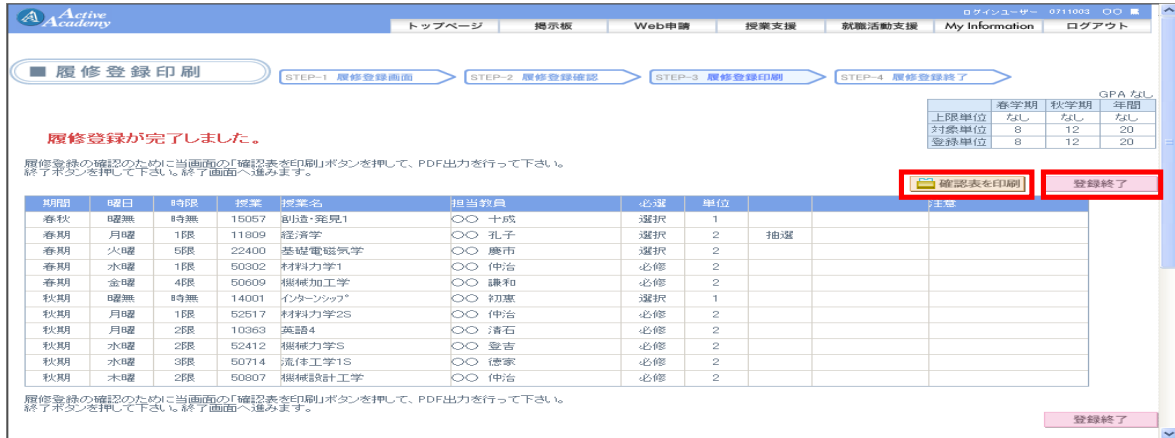 Active Academy
ログインユーザー 0711003 〇〇
トップページ 掲示板 Web申請 授業支援 就職活動支援 My Information ログアウト
■ 履修登録印刷
STEP-1 履修登録画面 STEP-2 履修登録確認 STEP-3 履修登録印刷 STEP-4 履修登録終了
GPA なし
春学期 秋学期 年間
上限単位 なし なし なし
対象単位 8 12 20
登録単位 8 12 20
履修登録が完了しました。
履修登録の確認のために当画面の「確認表を印刷」ボタンを押して、PDF出力を行って下さい。
終了ボタンを押して下さい。終了画面へ進みます。
確認表を印刷 登録終了
期間 曜日 時限 授業 授業名 担当教員 必選 単位 注意
春秋 曜無 時無 15057 創造・発見1 〇〇 十成 選択 1
春期 月曜 1限 11809 経済学 〇〇 孔子 選択 2 抽選
春期 火曜 5限 22400 基礎電磁気学 〇〇 慶市 選択 2
春期 水曜 1限 50302 材料力学1 〇〇 仲治 必修 2
春期 金曜 4限 50609 機械加工学 〇〇 謙和 必修 2
秋期 曜無 時無 14001 インターンシップ 〇〇 初恵 選択 1
秋期 月曜 1限 52517 材料力学2S 〇〇 仲治 必修 2
秋期 月曜 2限 10363 英語4 〇〇 清石 必修 2
秋期 水曜 2限 52412 機械力学S 〇〇 登吉 必修 2
秋期 水曜 3限 50714 流体工学1S 〇〇 徳家 必修 2
秋期 木曜 2限 50807 機械設計工学 〇〇 仲治 必修 2
履修登録の確認のために当画面の「確認表を印刷」ボタンを押して、PDF出力を行って下さい。
終了ボタンを押して下さい。終了画面へ進みます。
登録終了